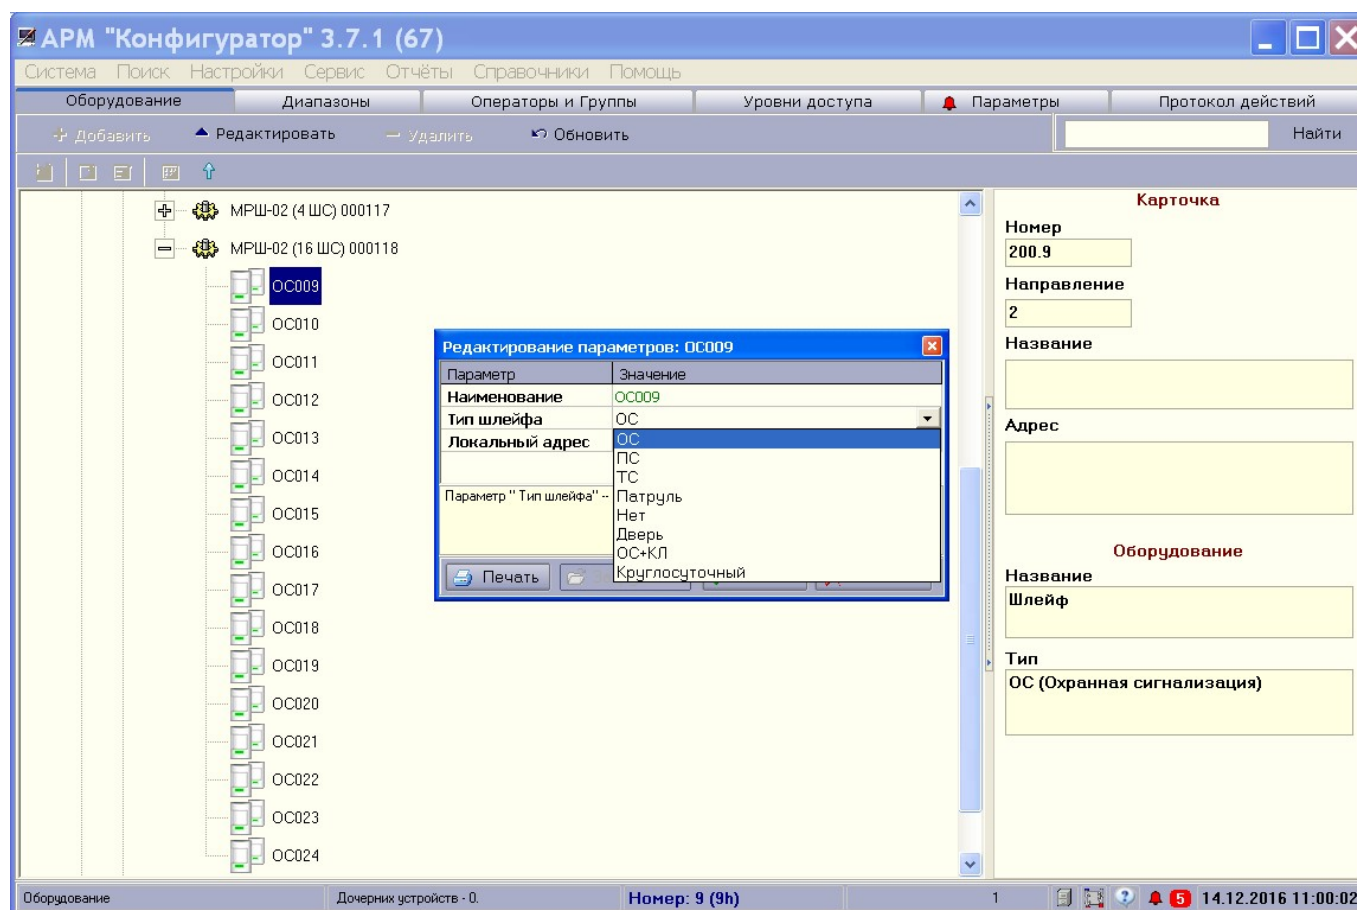 АРМ "Конфигуратор" 3.7.1 (67)
Система Поиск Настройки Сервис Отчёты Справочники Помощь
Оборудование Диапазоны Операторы и Группы Уровни доступа Параметры Протокол действий
Добавить Редактировать Удалить Обновить Найти
МРШ-02 (4 ШС) 000117
МРШ-02 (16 ШС) 000118
ОС009
ОС010
ОС011
ОС012
ОС013
ОС014
ОС015
ОС016
ОС017
ОС018
ОС019
ОС020
ОС021
ОС022
ОС023
ОС024
Редактирование параметров: ОС009
Параметр Значение
Наименование ОС009
Тип шлейфа ОС
Локальный адрес
ОС
ПС
ТС
Патруль
Нет
Дверь
ОС+КЛ
Круглосуточный
Параметр " Тип шлейфа" --
Печать
Карточка
Номер
200.9
Направление
2
Название
Адрес
Оборудование
Название
Шлейф
Тип
ОС (Охранная сигнализация)
Оборудование Дочерних устройств - 0. Номер: 9 (9h) 1 5 14.12.2016 11:00:02